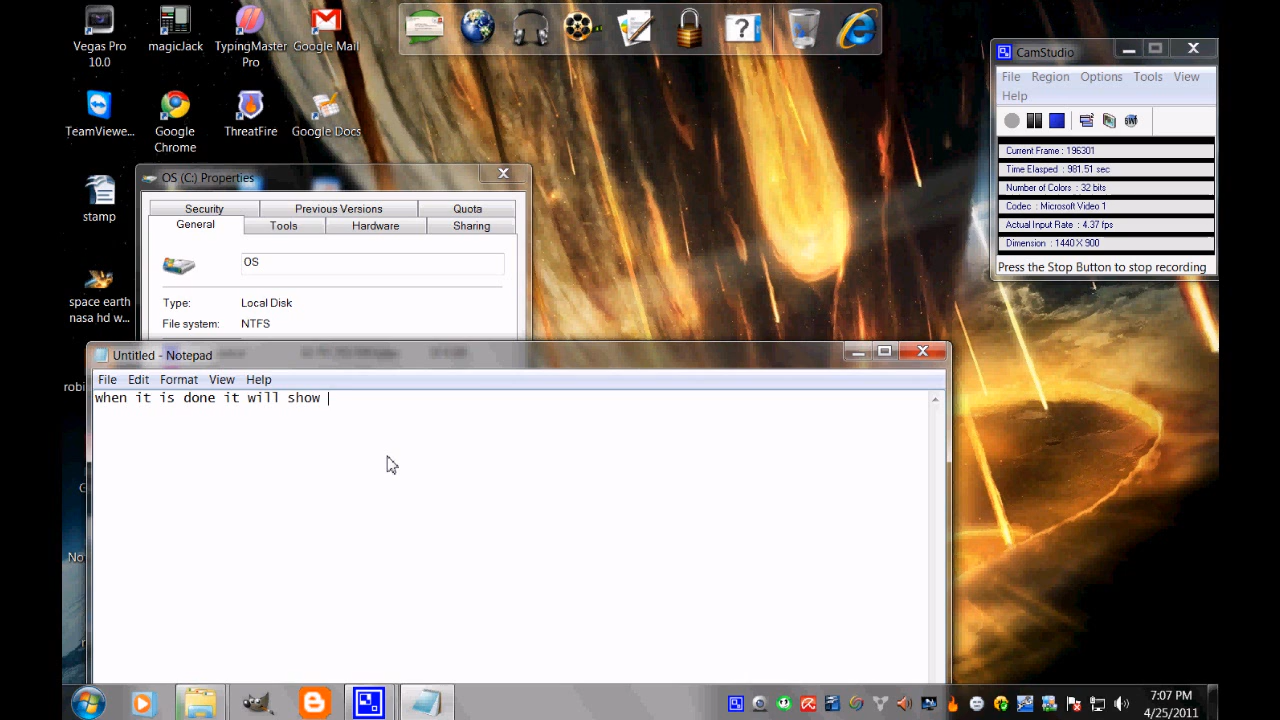 Vegas Pro
10.0
magicJack
TypingMaster
Pro
Google Mail
TeamViewe...
Google
Chrome
ThreatFire
Google Docs
stamp
space earth
nasa hd w...
robi
No
CamStudio
File Region Options Tools View
Help
Current Frame : 196301
Time Elasped : 981.51 sec
Number of Colors : 32 bits
Codec : Microsoft Video 1
Actual Input Rate : 4.37 fps
Dimension : 1440 X 900
Press the Stop Button to stop recording
OS (C:) Properties
Security Previous Versions Quota
General Tools Hardware Sharing
OS
Type: Local Disk
File system: NTFS
Untitled - Notepad
File Edit Format View Help
when it is done it will show
7:07 PM
4/25/2011